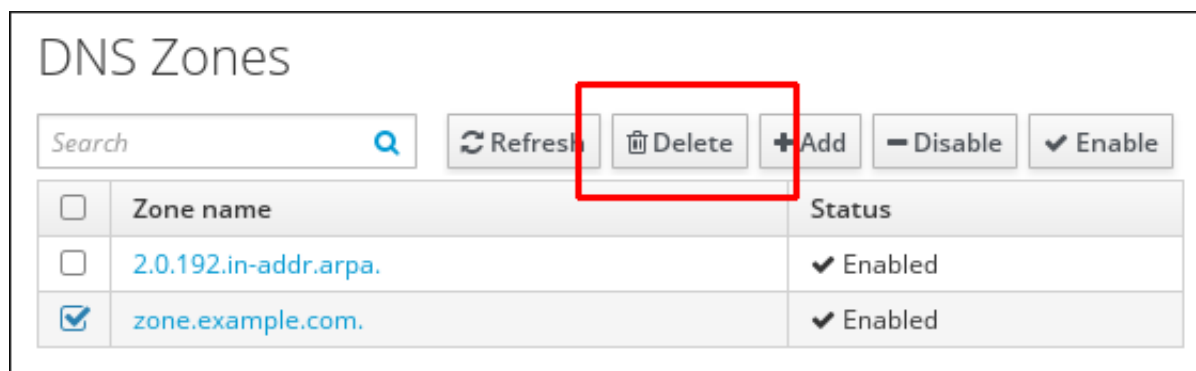 DNS Zones
Search Refresh Delete Add Disable Enable
Zone name Status
2.0.192.in-addr.arpa. Enabled
zone.example.com. Enabled